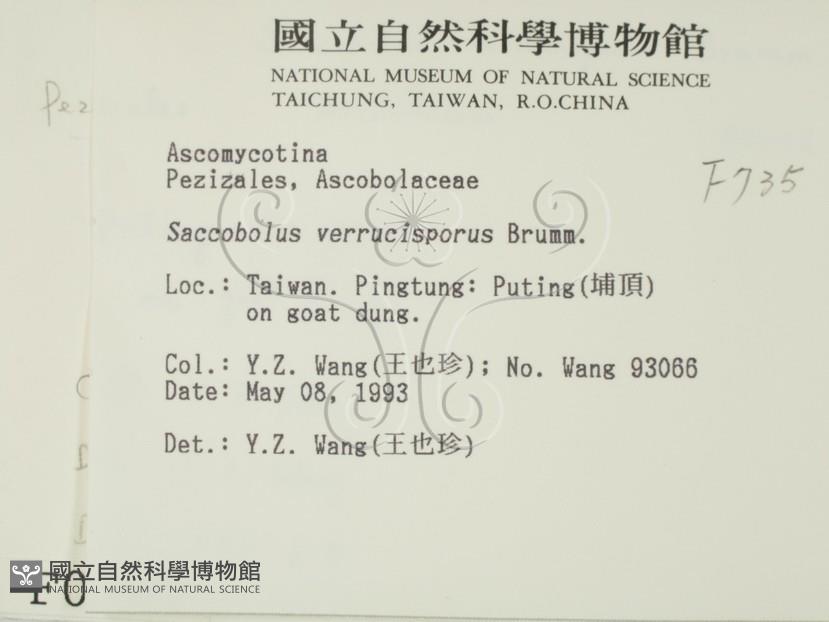 國立自然科學博物館
NATIONAL MUSEUM OF NATURAL SCIENCE
TAICHUNG, TAIWAN, R.O.CHINA
Pez
F735
Ascomycotina
Pezizales, Ascobolaceae
Saccobolus verrucisporus Brumm.
Loc.: Taiwan. Pingtung: Puting(埔頂)
on goat dung.
Col.: Y.Z. Wang(王也珍); No. Wang 93066
Date: May 08, 1993
Det.: Y.Z. Wang(王也珍)
國立自然科學博物館
NATIONAL MUSEUM OF NATURAL SCIENCE
F0